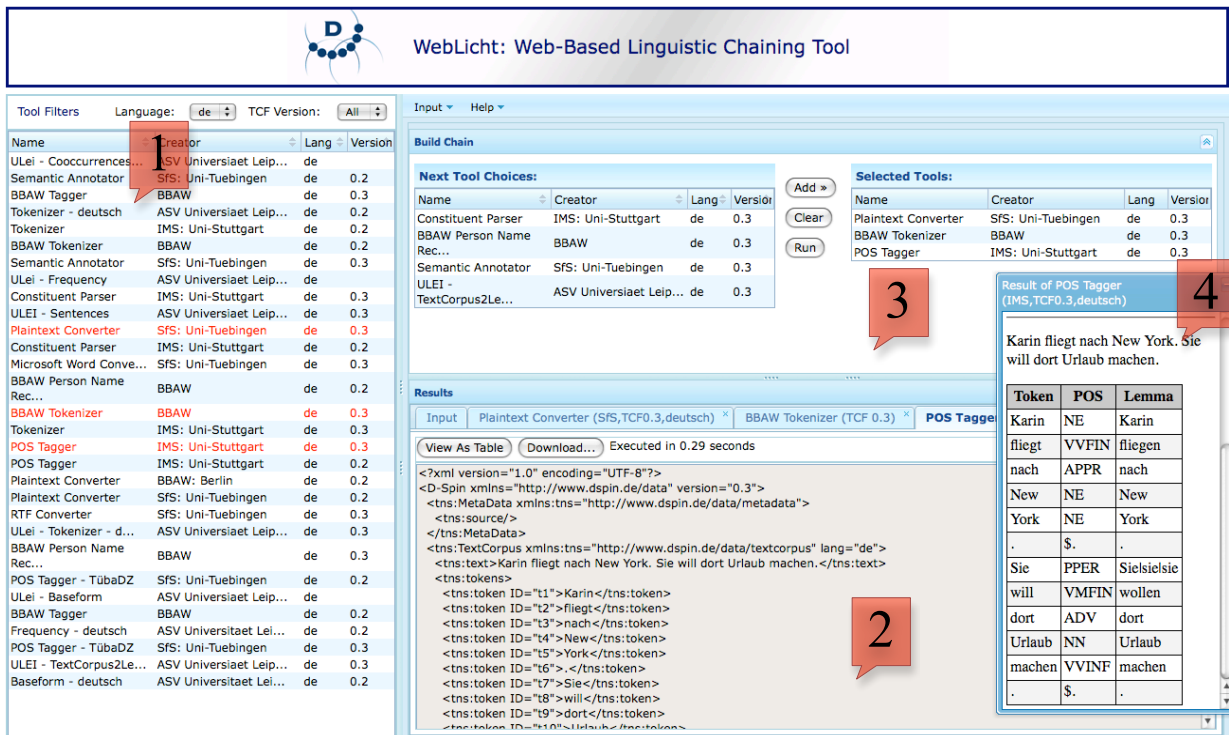 D
WebLicht: Web-Based Linguistic Chaining Tool
Tool Filters Language: de TCF Version: All
Name Creator Lang Version
ULei - Cooccurrences... ASV Universiaet Leip... de
Semantic Annotator SfS: Uni-Tuebingen de 0.2
BBAW Tagger BBAW de 0.3
Tokenizer - deutsch ASV Universiaet Leip... de 0.2
Tokenizer IMS: Uni-Stuttgart de 0.2
BBAW Tokenizer BBAW de 0.2
Semantic Annotator SfS: Uni-Tuebingen de 0.3
ULei - Frequency ASV Universiaet Leip... de
Constituent Parser IMS: Uni-Stuttgart de 0.3
ULEI - Sentences ASV Universiaet Leip... de 0.3
Plaintext Converter SfS: Uni-Tuebingen de 0.3
Constituent Parser IMS: Uni-Stuttgart de 0.2
Microsoft Word Conve... SfS: Uni-Tuebingen de 0.3
BBAW Person Name
Rec... BBAW de 0.2
BBAW Tokenizer BBAW de 0.3
Tokenizer IMS: Uni-Stuttgart de 0.3
POS Tagger IMS: Uni-Stuttgart de 0.3
POS Tagger IMS: Uni-Stuttgart de 0.2
Plaintext Converter BBAW: Berlin de 0.2
Plaintext Converter SfS: Uni-Tuebingen de 0.2
RTF Converter SfS: Uni-Tuebingen de 0.3
ULei - Tokenizer - d... ASV Universiaet Leip... de 0.3
BBAW Person Name
Rec... BBAW de 0.3
POS Tagger - TübaDZ SfS: Uni-Tuebingen de 0.2
ULei - Baseform ASV Universiaet Leip... de
BBAW Tagger BBAW de 0.2
Frequency - deutsch ASV Universitaet Lei... de 0.2
POS Tagger - TübaDZ SfS: Uni-Tuebingen de 0.3
ULEI - TextCorpus2Le... ASV Universiaet Leip... de 0.3
Baseform - deutsch ASV Universitaet Lei... de 0.2
1
Input Help
Build Chain
Next Tool Choices:
Name Creator Lang Version
Constituent Parser IMS: Uni-Stuttgart de 0.3
BBAW Person Name
Rec... BBAW de 0.3
Semantic Annotator SfS: Uni-Tuebingen de 0.3
ULEI -
TextCorpus2Le... ASV Universiaet Leip... de 0.3
Add »
Clear
Run
Selected Tools:
Name Creator Lang Version
Plaintext Converter SfS: Uni-Tuebingen de 0.3
BBAW Tokenizer BBAW de 0.3
POS Tagger IMS: Uni-Stuttgart de 0.3
3
Results
Input Plaintext Converter (SfS,TCF0.3,deutsch) × BBAW Tokenizer (TCF 0.3) × POS Tagger
View As Table Download... Executed in 0.29 seconds
<?xml version="1.0" encoding="UTF-8"?>
<D-Spin xmlns="http://www.dspin.de/data" version="0.3">
<tns:MetaData xmlns:tns="http://www.dspin.de/data/metadata">
<tns:source/>
</tns:MetaData>
<tns:TextCorpus xmlns:tns="http://www.dspin.de/data/textcorpus" lang="de">
<tns:text>Karin fliegt nach New York. Sie will dort Urlaub machen.</tns:text>
<tns:tokens>
<tns:token ID="t1">Karin</tns:token>
<tns:token ID="t2">fliegt</tns:token>
<tns:token ID="t3">nach</tns:token>
<tns:token ID="t4">New</tns:token>
<tns:token ID="t5">York</tns:token>
<tns:token ID="t6">.</tns:token>
<tns:token ID="t7">Sie</tns:token>
<tns:token ID="t8">will</tns:token>
<tns:token ID="t9">dort</tns:token>
<tns:token ID="t10">Urlaub</tns:token>
2
Result of POS Tagger
(IMS,TCF0.3,deutsch)
4
Karin fliegt nach New York. Sie
will dort Urlaub machen.
Token POS Lemma
Karin NE Karin
fliegt VVFIN fliegen
nach APPR nach
New NE New
York NE York
. $. .
Sie PPER Sie|sie|sie
will VMFIN wollen
dort ADV dort
Urlaub NN Urlaub
machen VVINF machen
. $. .